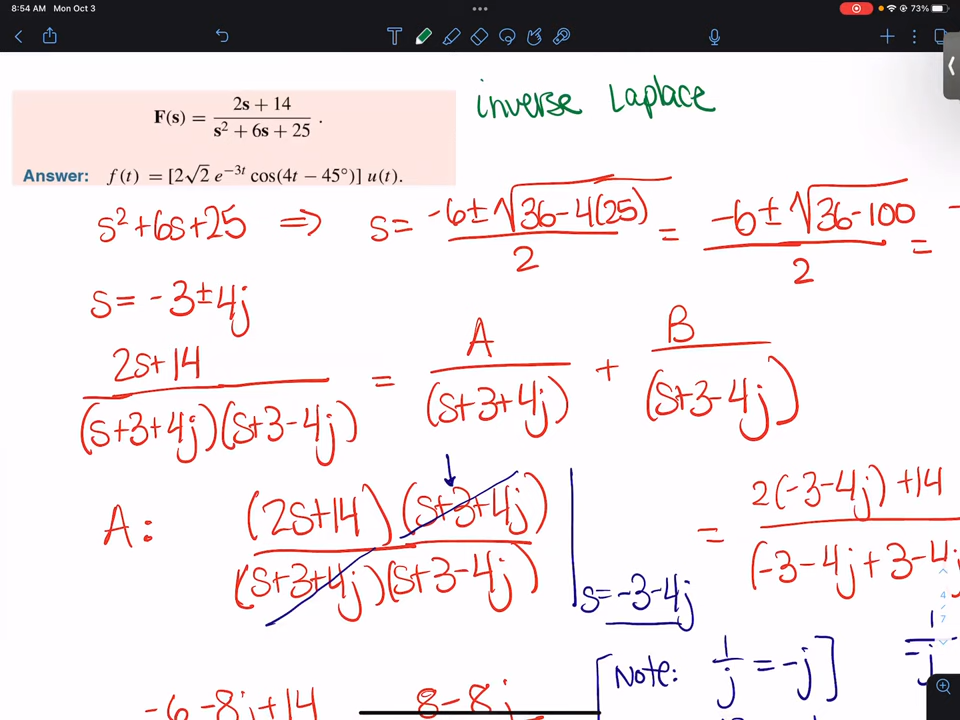 8:54 AM Mon Oct 3
73%
inverse Laplace
F(s) = (2s + 14) / (s² + 6s + 25) .
Answer: f(t) = [2√2 e^(−3t) cos(4t − 45°)] u(t).
s²+6s+25 ⇒ s = (-6±√(36-4(25))) / 2 = (-6±√(36-100)) / 2 =
s = -3±4j
(2s+14) / ((s+3+4j)(s+3-4j)) = A / (s+3+4j) + B / (s+3-4j)
A: (2s+14)(s+3+4j) / ((s+3+4j)(s+3-4j)) | s=-3-4j = (2(-3-4j)+14) / (-3-4j+3-4j
[Note: 1/j = -j]
1/-j
-6-8j+14 8-8j
4 / 7